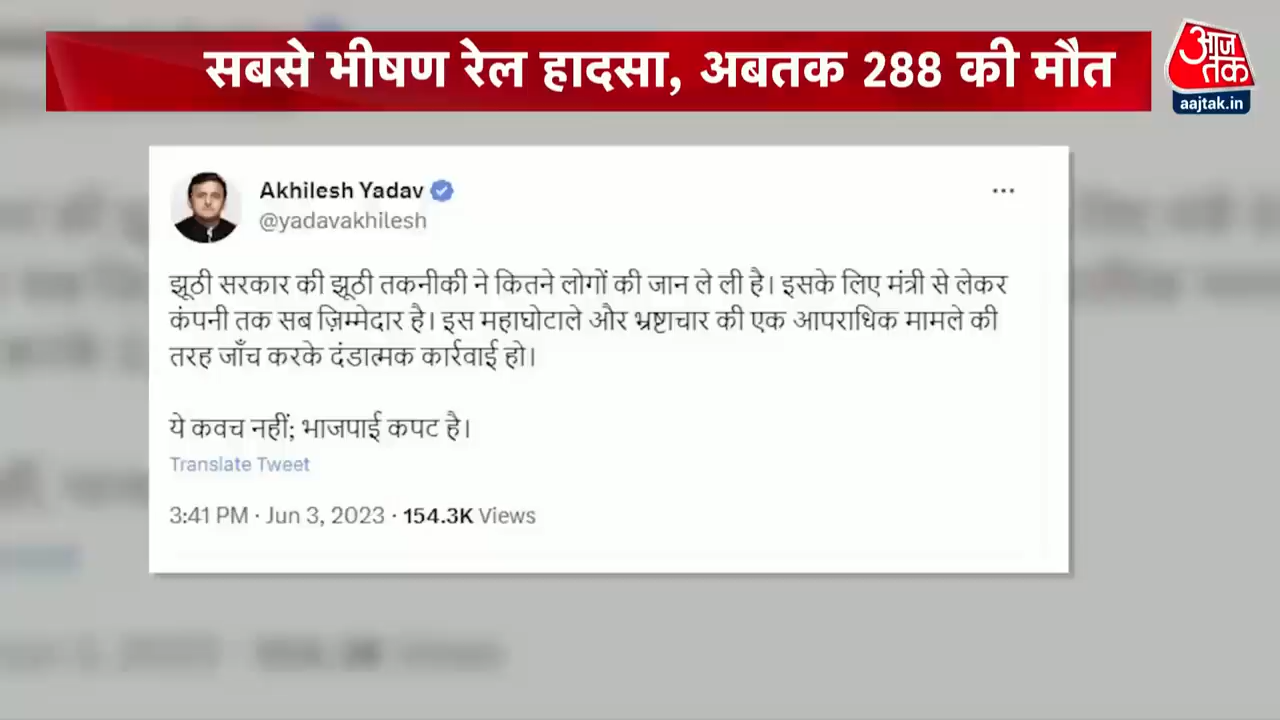 सबसे भीषण रेल हादसा, अबतक 288 की मौत
आज
तक
aajtak.in
Akhilesh Yadav
@yadavakhilesh
झूठी सरकार की झूठी तकनीकी ने कितने लोगों की जान ले ली है। इसके लिए मंत्री से लेकर
कंपनी तक सब ज़िम्मेदार है। इस महाघोटाले और भ्रष्टाचार की एक आपराधिक मामले की
तरह जाँच करके दंडात्मक कार्रवाई हो।
ये कवच नहीं; भाजपाई कपट है।
Translate Tweet
3:41 PM · Jun 3, 2023 · 154.3K Views